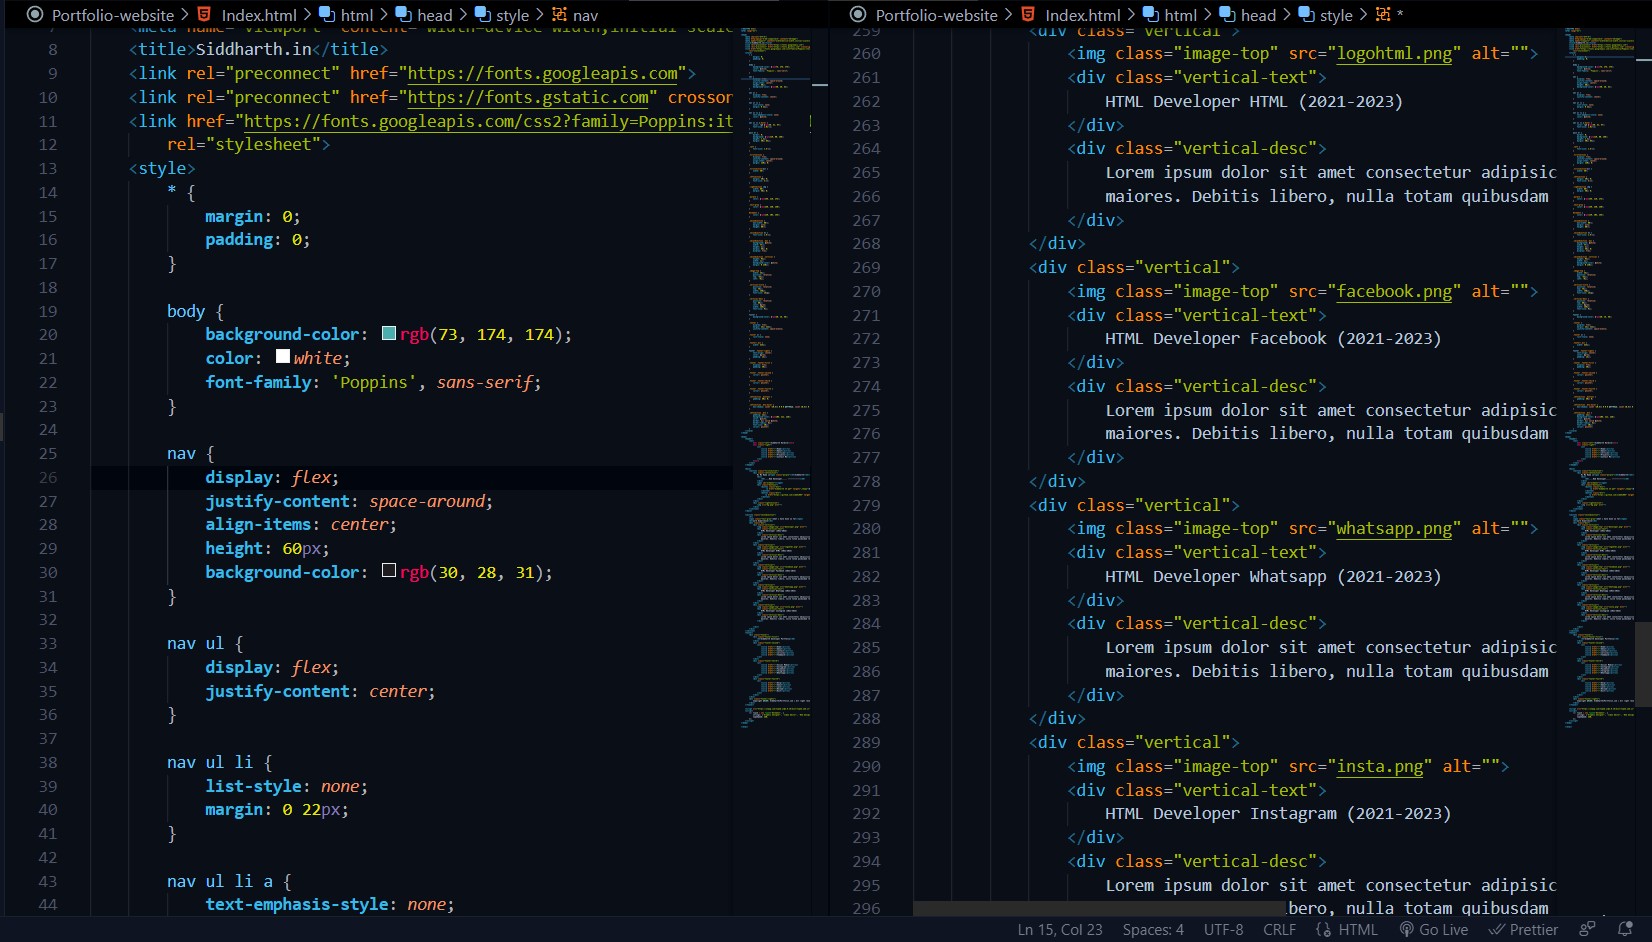 Portfolio-website > Index.html > html > head > style > nav
7 <meta name="viewport" content="width=device-width,initial-scale
8 <title>Siddharth.in</title>
9 <link rel="preconnect" href="https://fonts.googleapis.com">
10 <link rel="preconnect" href="https://fonts.gstatic.com" crossor
11 <link href="https://fonts.googleapis.com/css2?family=Poppins:it
12 rel="stylesheet">
13 <style>
14 * {
15 margin: 0;
16 padding: 0;
17 }
18
19 body {
20 background-color: rgb(73, 174, 174);
21 color: white;
22 font-family: 'Poppins', sans-serif;
23 }
24
25 nav {
26 display: flex;
27 justify-content: space-around;
28 align-items: center;
29 height: 60px;
30 background-color: rgb(30, 28, 31);
31 }
32
33 nav ul {
34 display: flex;
35 justify-content: center;
36 }
37
38 nav ul li {
39 list-style: none;
40 margin: 0 22px;
41 }
42
43 nav ul li a {
44 text-emphasis-style: none;
Portfolio-website > Index.html > html > head > style > *
259 <div class="vertical">
260 <img class="image-top" src="logohtml.png" alt="">
261 <div class="vertical-text">
262 HTML Developer HTML (2021-2023)
263 </div>
264 <div class="vertical-desc">
265 Lorem ipsum dolor sit amet consectetur adipisic
266 maiores. Debitis libero, nulla totam quibusdam
267 </div>
268 </div>
269 <div class="vertical">
270 <img class="image-top" src="facebook.png" alt="">
271 <div class="vertical-text">
272 HTML Developer Facebook (2021-2023)
273 </div>
274 <div class="vertical-desc">
275 Lorem ipsum dolor sit amet consectetur adipisic
276 maiores. Debitis libero, nulla totam quibusdam
277 </div>
278 </div>
279 <div class="vertical">
280 <img class="image-top" src="whatsapp.png" alt="">
281 <div class="vertical-text">
282 HTML Developer Whatsapp (2021-2023)
283 </div>
284 <div class="vertical-desc">
285 Lorem ipsum dolor sit amet consectetur adipisic
286 maiores. Debitis libero, nulla totam quibusdam
287 </div>
288 </div>
289 <div class="vertical">
290 <img class="image-top" src="insta.png" alt="">
291 <div class="vertical-text">
292 HTML Developer Instagram (2021-2023)
293 </div>
294 <div class="vertical-desc">
295 Lorem ipsum dolor sit amet consectetur adipisic
296 bero, nulla totam quibusdam
Ln 15, Col 23 Spaces: 4 UTF-8 CRLF {} HTML Go Live Prettier